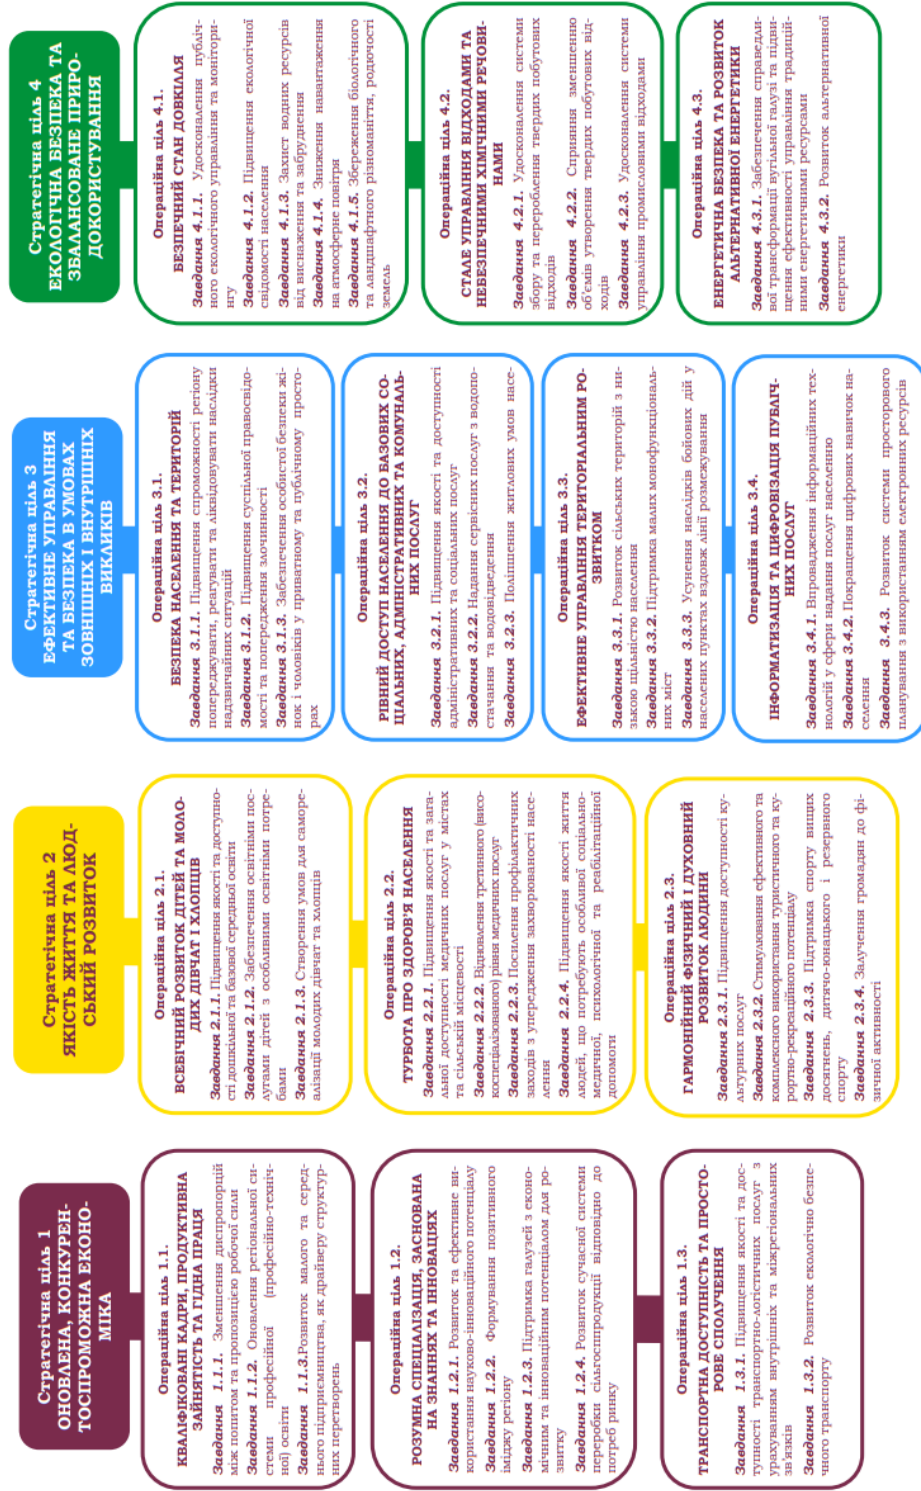 Стратегічна ціль 1
ОНОВЛЕНА, КОНКУРЕН-
ТОСПРОМОЖНА ЕКОНО-
МІКА
Операційна ціль 1.1.
КВАЛІФІКОВАНІ КАДРИ, ПРОДУКТИВНА
ЗАЙНЯТІСТЬ ТА ГІДНА ПРАЦЯ
Завдання 1.1.1. Зменшення диспропорцій
між попитом та пропозицією робочої сили
Завдання 1.1.2. Оновлення регіональної си-
стеми професійної (професійно-техніч-
ної) освіти
Завдання 1.1.3.Розвиток малого та серед-
нього підприємництва, як драйверу структур-
них перетворень
Операційна ціль 1.2.
РОЗУМНА СПЕЦІАЛІЗАЦІЯ, ЗАСНОВАНА
НА ЗНАННЯХ ТА ІННОВАЦІЯХ
Завдання 1.2.1. Розвиток та ефективне ви-
користання науково-інноваційного потенціалу
Завдання 1.2.2. Формування позитивного
іміджу регіону
Завдання 1.2.3. Підтримка галузей з еконо-
мічним та інноваційним потенціалом для ро-
звитку
Завдання 1.2.4. Розвиток сучасної системи
переробки сільгосппродукції відповідно до
потреб ринку
Операційна ціль 1.3.
ТРАНСПОРТНА ДОСТУПНІСТЬ ТА ПРОСТО-
РОВЕ СПОЛУЧЕННЯ
Завдання 1.3.1. Підвищення якості та дос-
тупності транспортно-логістичних послуг з
урахуванням внутрішніх та міжрегіональних
зв'язків
Завдання 1.3.2. Розвиток екологічно безпе-
чного транспорту
Стратегічна ціль 2
ЯКІСТЬ ЖИТТЯ ТА ЛЮД-
СЬКИЙ РОЗВИТОК
Операційна ціль 2.1.
ВСЕБІЧНИЙ РОЗВИТОК ДІТЕЙ ТА МОЛО-
ДИХ ДІВЧАТ І ХЛОПЦІВ
Завдання 2.1.1. Підвищення якості та доступно-
сті дошкільної та базової середньої освіти
Завдання 2.1.2. Забезпечення освітніми пос-
лугами дітей з особливими освітніми потре-
бами
Завдання 2.1.3. Створення умов для саморе-
алізації молодих дівчат та хлопців
Операційна ціль 2.2.
ТУРБОТА ПРО ЗДОРОВ'Я НАСЕЛЕННЯ
Завдання 2.2.1. Підвищення якості та зага-
льної доступності медичних послуг у містах
та сільській місцевості
Завдання 2.2.2. Відновлення третинного (висо-
коспеціалізованого) рівня медичних послуг
Завдання 2.2.3. Посилення профілактичних
заходів з упередження захворюваності насе-
лення
Завдання 2.2.4. Підвищення якості життя
людей, що потребують особливої соціально-
медичної, психологічної та реабілітаційної
допомоги
Операційна ціль 2.3.
ГАРМОНІЙНИЙ ФІЗИЧНИЙ І ДУХОВНИЙ
РОЗВИТОК ЛЮДИНИ
Завдання 2.3.1. Підвищення доступності ку-
льтурних послуг
Завдання 2.3.2. Стимулювання ефективного та
комплексного використання туристичного та ку-
рортно-рекреаційного потенціалу
Завдання 2.3.3. Підтримка спорту вищих
досягнень, дитячо-юнацького і резервного
спорту
Завдання 2.3.4. Залучення громадян до фі-
зичної активності
Стратегічна ціль 3
ЕФЕКТИВНЕ УПРАВЛІННЯ
ТА БЕЗПЕКА В УМОВАХ
ЗОВНІШНІХ І ВНУТРІШНІХ
ВИКЛИКІВ
Операційна ціль 3.1.
БЕЗПЕКА НАСЕЛЕННЯ ТА ТЕРИТОРІЙ
Завдання 3.1.1. Підвищення спроможності регіону
попереджувати, реагувати та ліквідовувати наслідки
надзвичайних ситуацій
Завдання 3.1.2. Підвищення суспільної правосвідо-
мості та попередження злочинності
Завдання 3.1.3. Забезпечення особистої безпеки жі-
нок і чоловіків у приватному та публічному просто-
рах
Операційна ціль 3.2.
РІВНИЙ ДОСТУП НАСЕЛЕННЯ ДО БАЗОВИХ СО-
ЦІАЛЬНИХ, АДМІНІСТРАТИВНИХ ТА КОМУНАЛЬ-
НИХ ПОСЛУГ
Завдання 3.2.1. Підвищення якості та доступності
адміністративних та соціальних послуг
Завдання 3.2.2. Надання сервісних послуг з водопо-
стачання та водовідведення
Завдання 3.2.3. Поліпшення житлових умов насе-
лення
Операційна ціль 3.3.
ЕФЕКТИВНЕ УПРАВЛІННЯ ТЕРИТОРІАЛЬНИМ РО-
ЗВИТКОМ
Завдання 3.3.1. Розвиток сільських територій з ни-
зькою щільністю населення
Завдання 3.3.2. Підтримка малих монофункціональ-
них міст
Завдання 3.3.3. Усунення наслідків бойових дій у
населених пунктах вздовж лінії розмежування
Операційна ціль 3.4.
ІНФОРМАТИЗАЦІЯ ТА ЦИФРОВІЗАЦІЯ ПУБЛІЧ-
НИХ ПОСЛУГ
Завдання 3.4.1. Впровадження інформаційних тех-
нологій у сфери надання послуг населенню
Завдання 3.4.2. Покращення цифрових навичок на-
селення
Завдання 3.4.3. Розвиток системи просторового
планування з використанням електронних ресурсів
Стратегічна ціль 4
ЕКОЛОГІЧНА БЕЗПЕКА ТА
ЗБАЛАНСОВАНЕ ПРИРО-
ДОКОРИСТУВАННЯ
Операційна ціль 4.1.
БЕЗПЕЧНИЙ СТАН ДОВКІЛЛЯ
Завдання 4.1.1. Удосконалення публіч-
ного екологічного управління та монітори-
нгу
Завдання 4.1.2. Підвищення екологічної
свідомості населення
Завдання 4.1.3. Захист водних ресурсів
від виснаження та забруднення
Завдання 4.1.4. Зниження навантаження
на атмосферне повітря
Завдання 4.1.5. Збереження біологічного
та ландшафтного різноманіття, родючості
земель
Операційна ціль 4.2.
СТАЛЕ УПРАВЛІННЯ ВІДХОДАМИ ТА
НЕБЕЗПЕЧНИМИ ХІМІЧНИМИ РЕЧОВИ-
НАМИ
Завдання 4.2.1. Удосконалення системи
збору та перероблення твердих побутових
відходів
Завдання 4.2.2. Сприяння зменшенню
об'ємів утворення твердих побутових від-
ходів
Завдання 4.2.3. Удосконалення системи
управління промисловими відходами
Операційна ціль 4.3.
ЕНЕРГЕТИЧНА БЕЗПЕКА ТА РОЗВИТОК
АЛЬТЕРНАТИВНОЇ ЕНЕРГЕТИКИ
Завдання 4.3.1. Забезпечення справедли-
вої трансформації вугільної галузі та підви-
щення ефективності управління традицій-
ними енергетичними ресурсами
Завдання 4.3.2. Розвиток альтернативної
енергетики